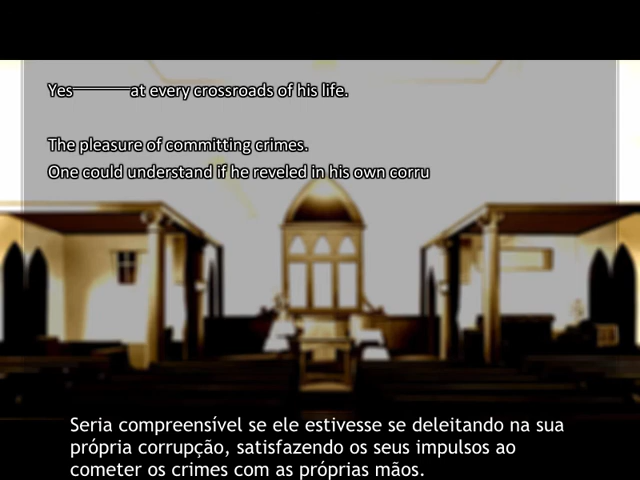 Yes―――at every crossroads of his life.
The pleasure of committing crimes.
One could understand if he reveled in his own corru
Seria compreensível se ele estivesse se deleitando na sua
própria corrupção, satisfazendo os seus impulsos ao
cometer os crimes com as próprias mãos.